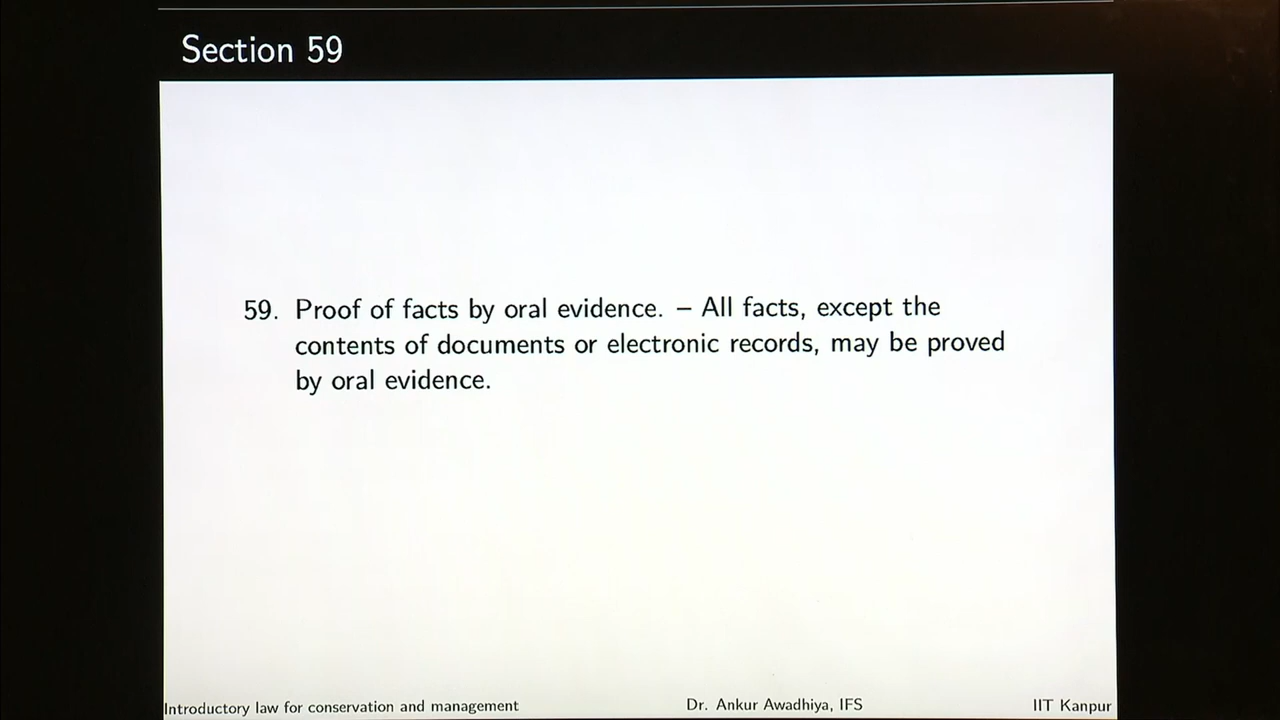 Section 59
59. Proof of facts by oral evidence. – All facts, except the
contents of documents or electronic records, may be proved
by oral evidence.
Introductory law for conservation and management Dr. Ankur Awadhiya, IFS IIT Kanpur